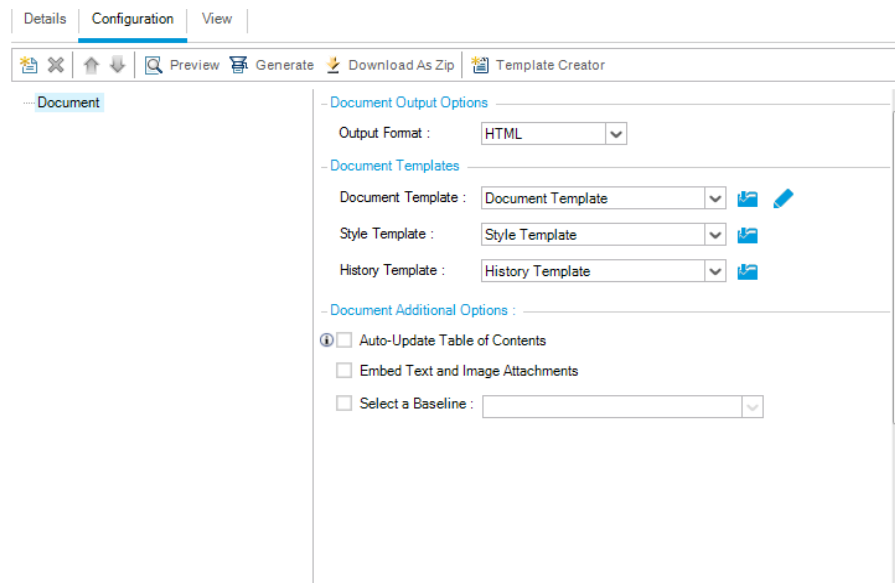 Details Configuration View
Preview Generate Download As Zip Template Creator
Document
Document Output Options
Output Format : HTML
Document Templates
Document Template : Document Template
Style Template : Style Template
History Template : History Template
Document Additional Options :
Auto-Update Table of Contents
Embed Text and Image Attachments
Select a Baseline :